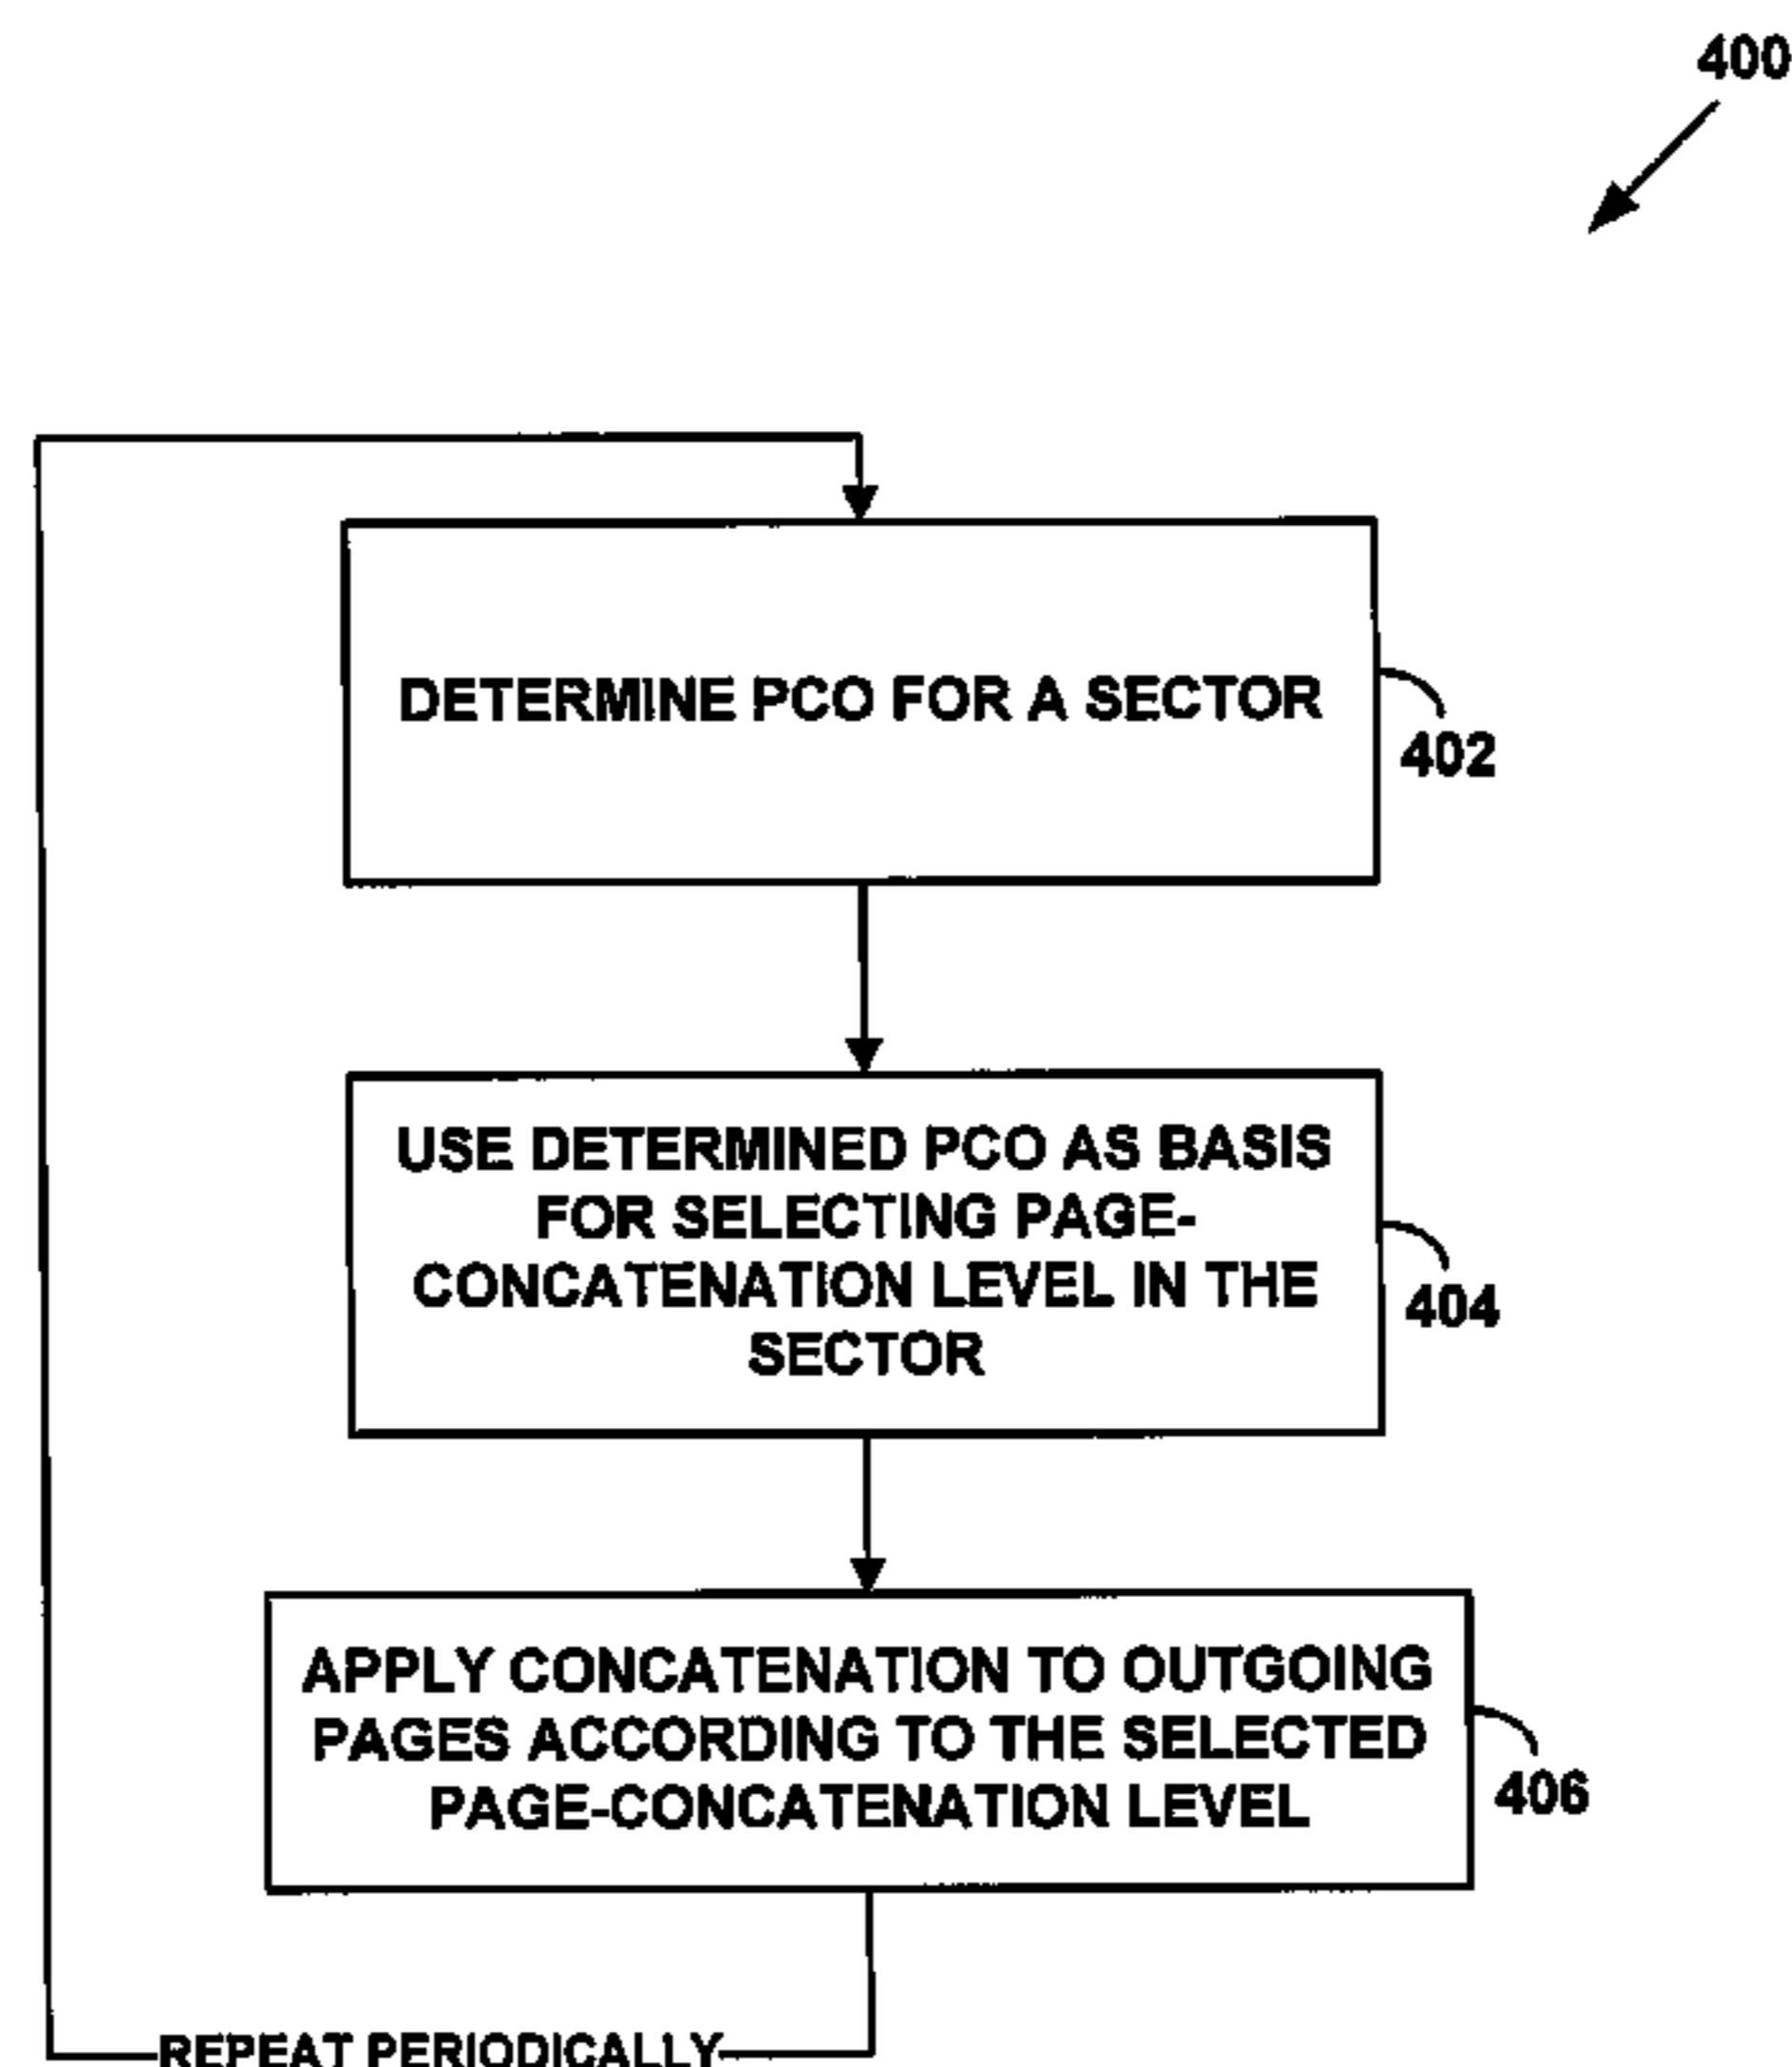 400
DETERMINE PCO FOR A SECTOR
402
USE DETERMINED PCO AS BASIS
FOR SELECTING PAGE-
CONCATENATION LEVEL IN THE
SECTOR
404
APPLY CONCATENATION TO OUTGOING
PAGES ACCORDING TO THE SELECTED
PAGE-CONCATENATION LEVEL
406
REPEAT PERIODICALLY